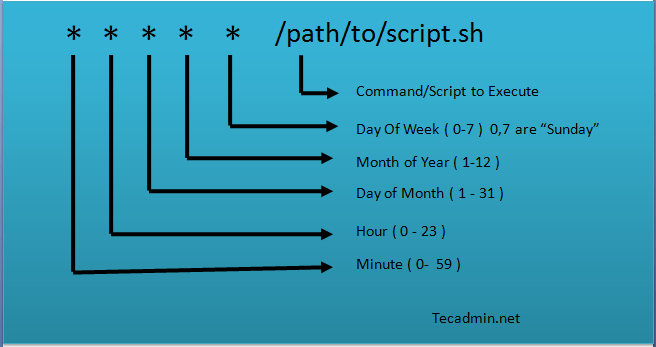 * * * * * /path/to/script.sh
Command/Script to Execute
Day Of Week ( 0-7 ) 0,7 are “Sunday”
Month of Year ( 1-12 )
Day of Month ( 1 - 31 )
Hour ( 0 - 23 )
Minute ( 0- 59 )
Tecadmin.net